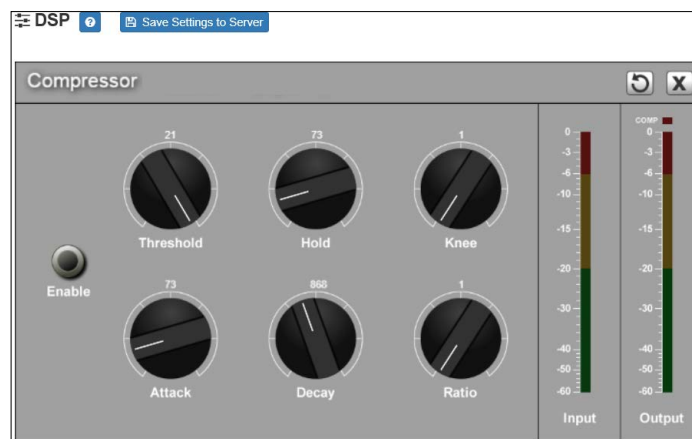 DSP ? Save Settings to Server
Compressor X
21 73 1
Threshold Hold Knee
Enable
73 868 1
Attack Decay Ratio
COMP
0 0
-3 -3
-6 -6
-10 -10
-15 -15
-20 -20
-30 -30
-40 -40
-50 -50
-60 -60
Input Output